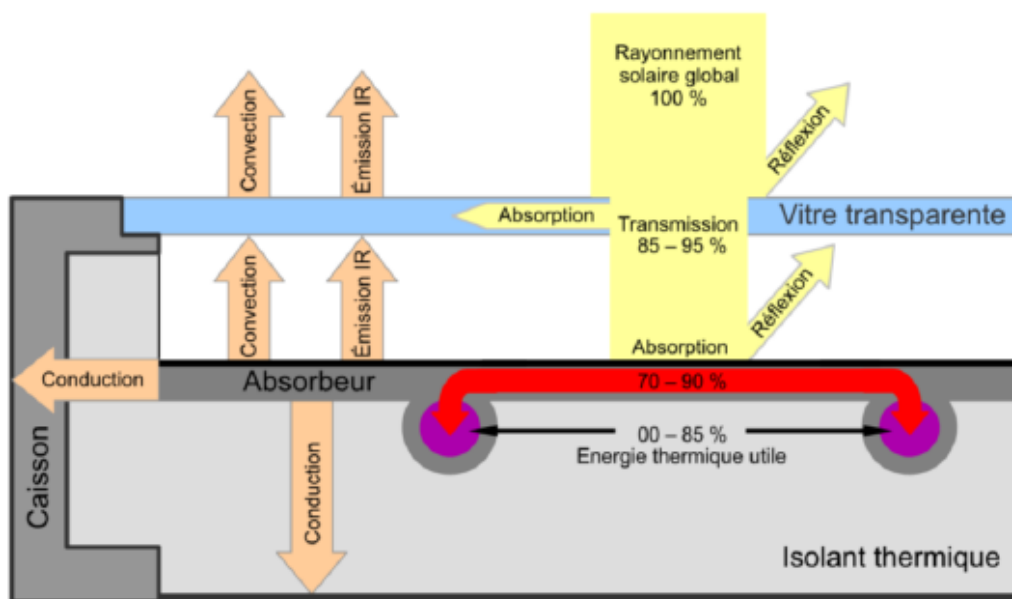 Rayonnement
solaire global
100 %
Convection
Émission IR
Réflexion
Absorption
Transmission
85 – 95 %
Vitre transparente
Convection
Émission IR
Réflexion
Absorption
Conduction
Absorbeur
70 – 90 %
00 – 85 %
Energie thermique utile
Caisson
Conduction
Isolant thermique